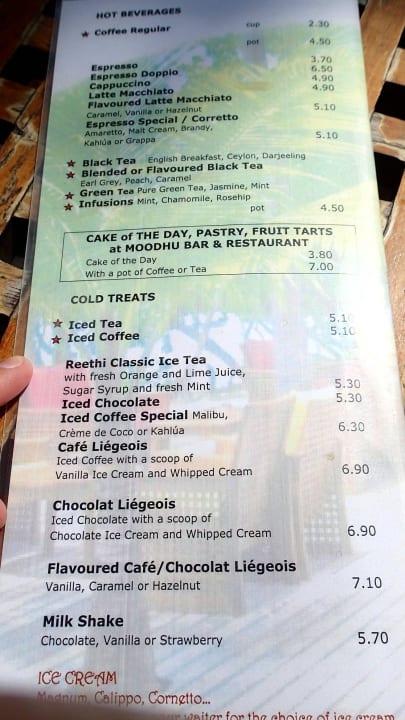 HOT BEVERAGES
★ Coffee Regular cup 2.30
pot 4.50
Espresso 3.70
Espresso Doppio 6.50
Cappuccino 4.90
Latte Macchiato 4.90
Flavoured Latte Macchiato
Caramel, Vanilla or Hazelnut 5.10
Espresso Special / Corretto
Amaretto, Malt Cream, Brandy,
Kahlúa or Grappa 5.10
★ Black Tea English Breakfast, Ceylon, Darjeeling
★ Blended or Flavoured Black Tea
Earl Grey, Peach, Caramel
★ Green Tea Pure Green Tea, Jasmine, Mint
★ Infusions Mint, Chamomile, Rosehip
pot 4.50
CAKE of THE DAY, PASTRY, FRUIT TARTS
at MOODHU BAR & RESTAURANT
Cake of the Day 3.80
With a pot of Coffee or Tea 7.00
COLD TREATS
★ Iced Tea 5.10
★ Iced Coffee 5.10
Reethi Classic Ice Tea
with fresh Orange and Lime Juice,
Sugar Syrup and fresh Mint 5.30
Iced Chocolate 5.30
Iced Coffee Special Malibu,
Crème de Coco or Kahlúa 6.30
Café Liégeois
Iced Coffee with a scoop of
Vanilla Ice Cream and Whipped Cream 6.90
Chocolat Liégeois
Iced Chocolate with a scoop of
Chocolate Ice Cream and Whipped Cream 6.90
Flavoured Café/Chocolat Liégeois
Vanilla, Caramel or Hazelnut 7.10
Milk Shake
Chocolate, Vanilla or Strawberry 5.70
ICE CREAM
Magnum, Calippo, Cornetto...
waiter for the choice of ice cream